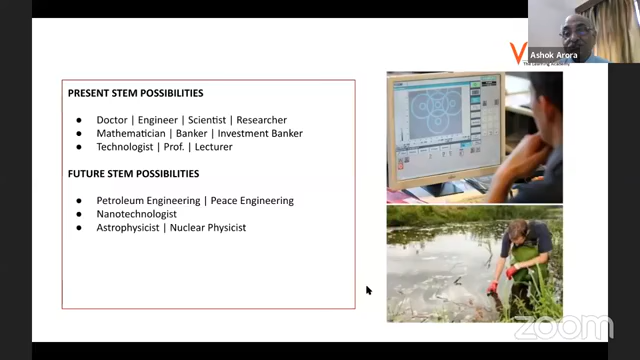 PRESENT STEM POSSIBILITIES
● Doctor | Engineer | Scientist | Researcher
● Mathematician | Banker | Investment Banker
● Technologist | Prof. | Lecturer
FUTURE STEM POSSIBILITIES
● Petroleum Engineering | Peace Engineering
● Nanotechnologist
● Astrophysicist | Nuclear Physicist
V
The Learning Academy
Ashok Arora
zoom